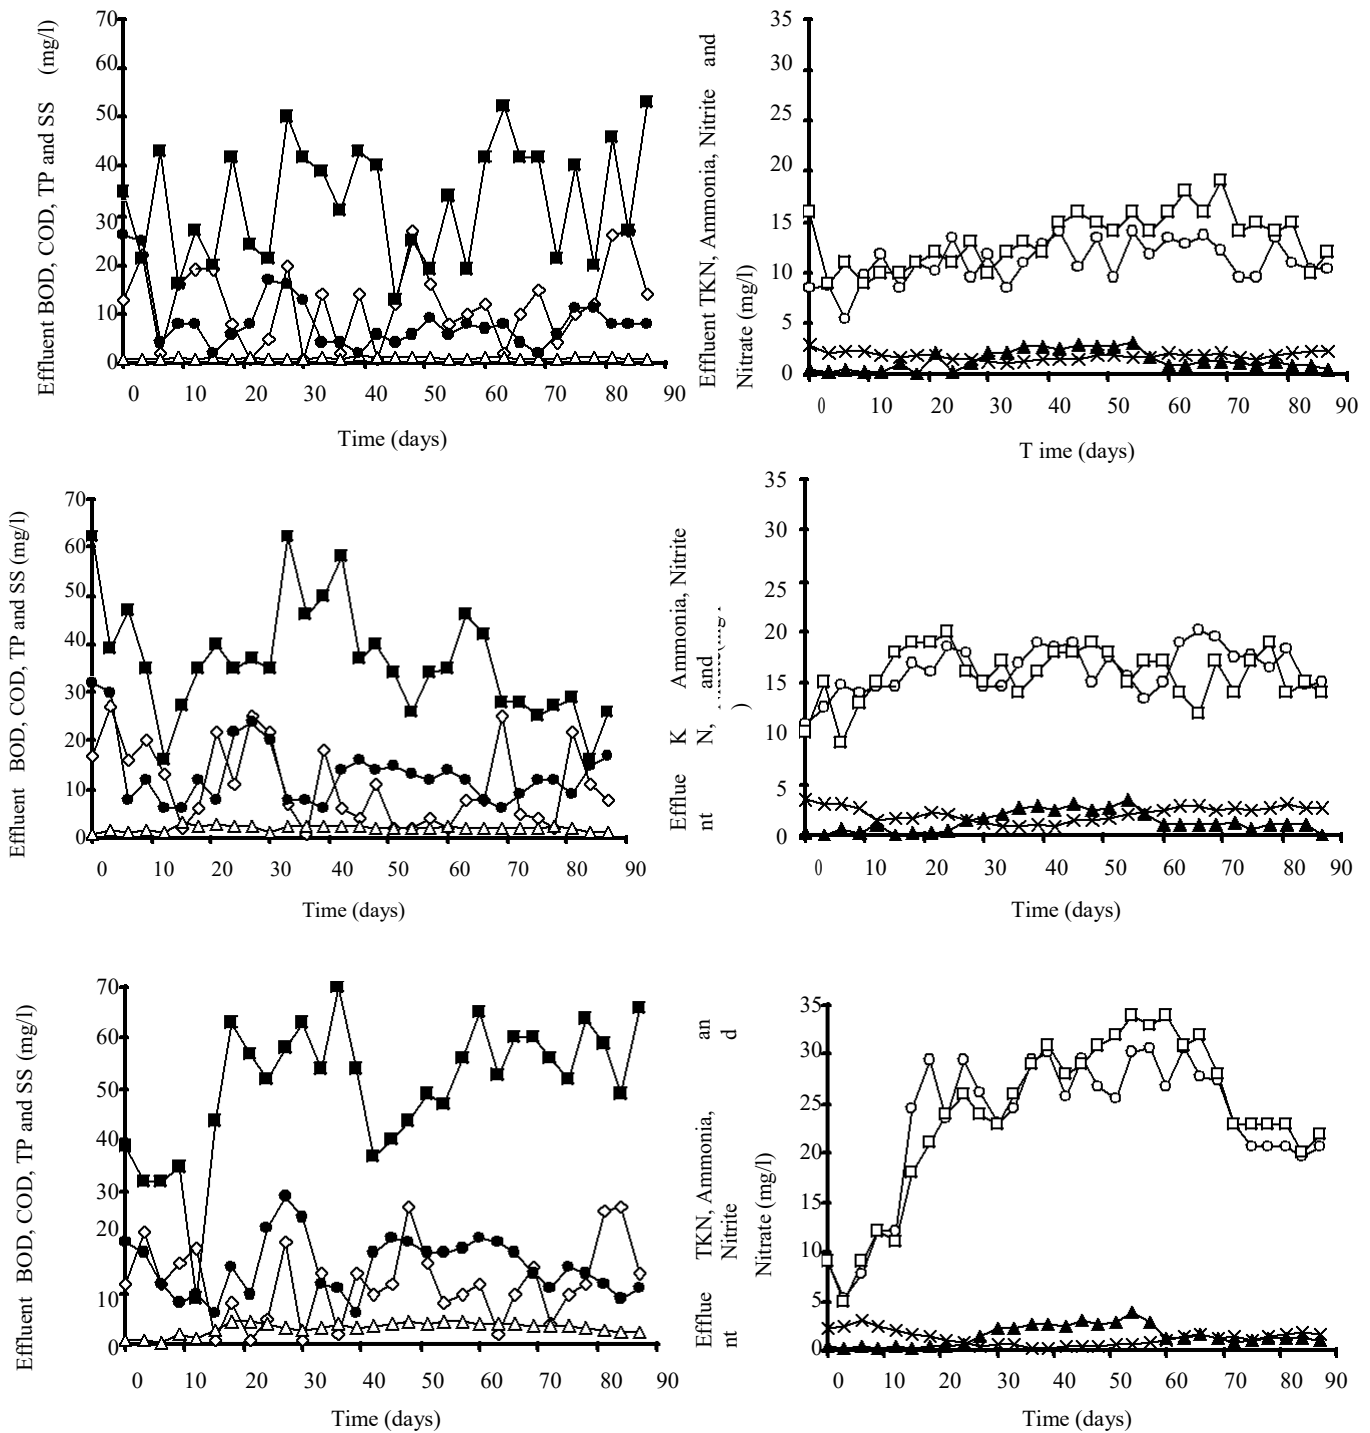 Effluent BOD, COD, TP and SS (mg/l)
70
60
50
40
30
20
10
0
0 10 20 30 40 50 60 70 80 90
Time (days)
Effluent TKN, Ammonia, Nitrite and
Nitrate (mg/l)
35
30
25
20
15
10
5
0
0 10 20 30 40 50 60 70 80 90
T ime (days)
Effluent BOD, COD, TP and SS (mg/l)
70
60
50
40
30
20
10
0
0 10 20 30 40 50 60 70 80 90
Time (days)
Efflue K Ammonia, Nitrite
nt N, and
)
35
30
25
20
15
10
5
0
0 10 20 30 40 50 60 70 80 90
Time (days)
Effluent BOD, COD, TP and SS (mg/l)
70
60
50
40
30
20
10
0
0 10 20 30 40 50 60 70 80 90
Time (days)
Efflue TKN, Ammonia, an
nt Nitrite d
Nitrate (mg/l)
35
30
25
20
15
10
5
0
0 10 20 30 40 50 60 70 80 90
Time (days)